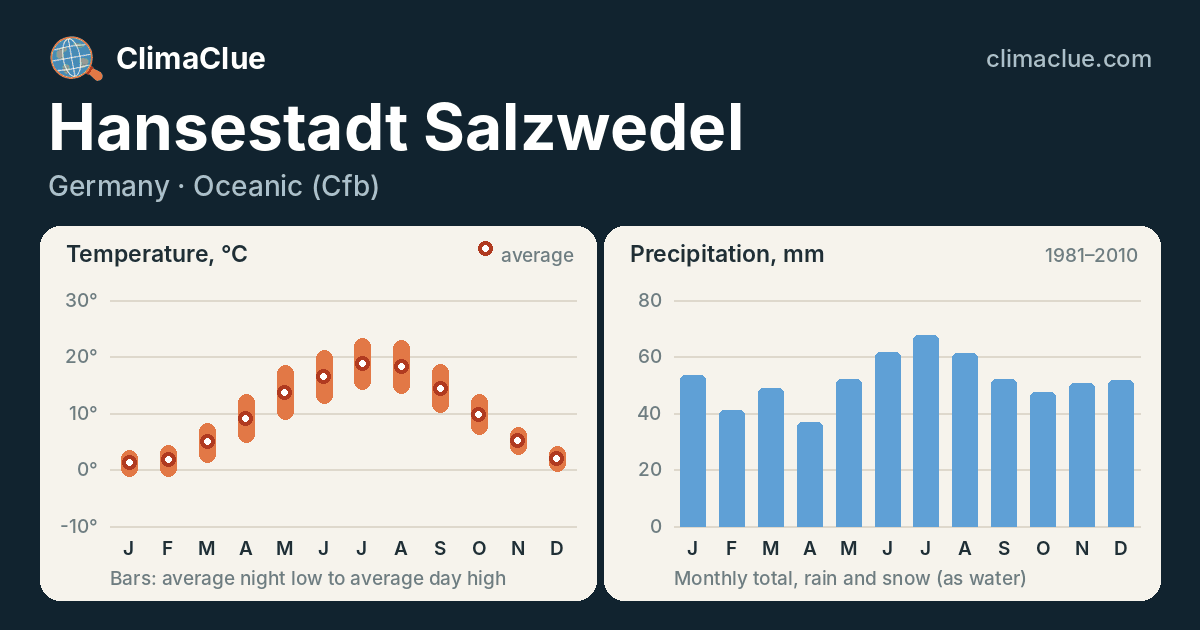 ClimaClue
climaclue.com
Hansestadt Salzwedel
Germany · Oceanic (Cfb)
Temperature, °C
average
30°
20°
10°
0°
-10°
J F M A M J J A S O N D
Bars: average night low to average day high
Precipitation, mm
1981–2010
80
60
40
20
0
J F M A M J J A S O N D
Monthly total, rain and snow (as water)